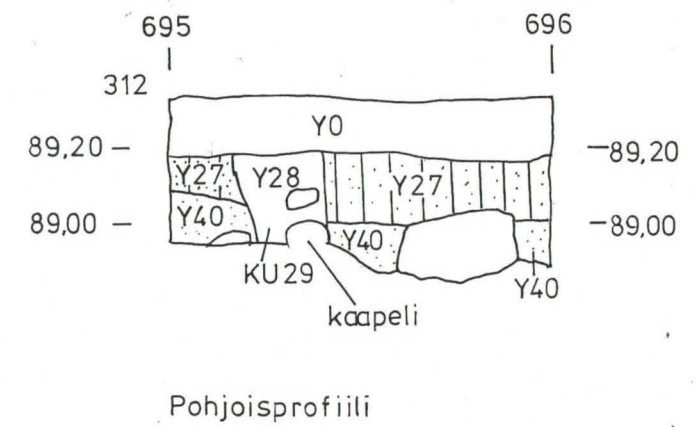 695 696
312
Y0
89,20 89,20
Y27 Y28 Y27
Y40
89,00 89,00
Y40
KU29
Y40
kaapeli
Pohjoisprofiili